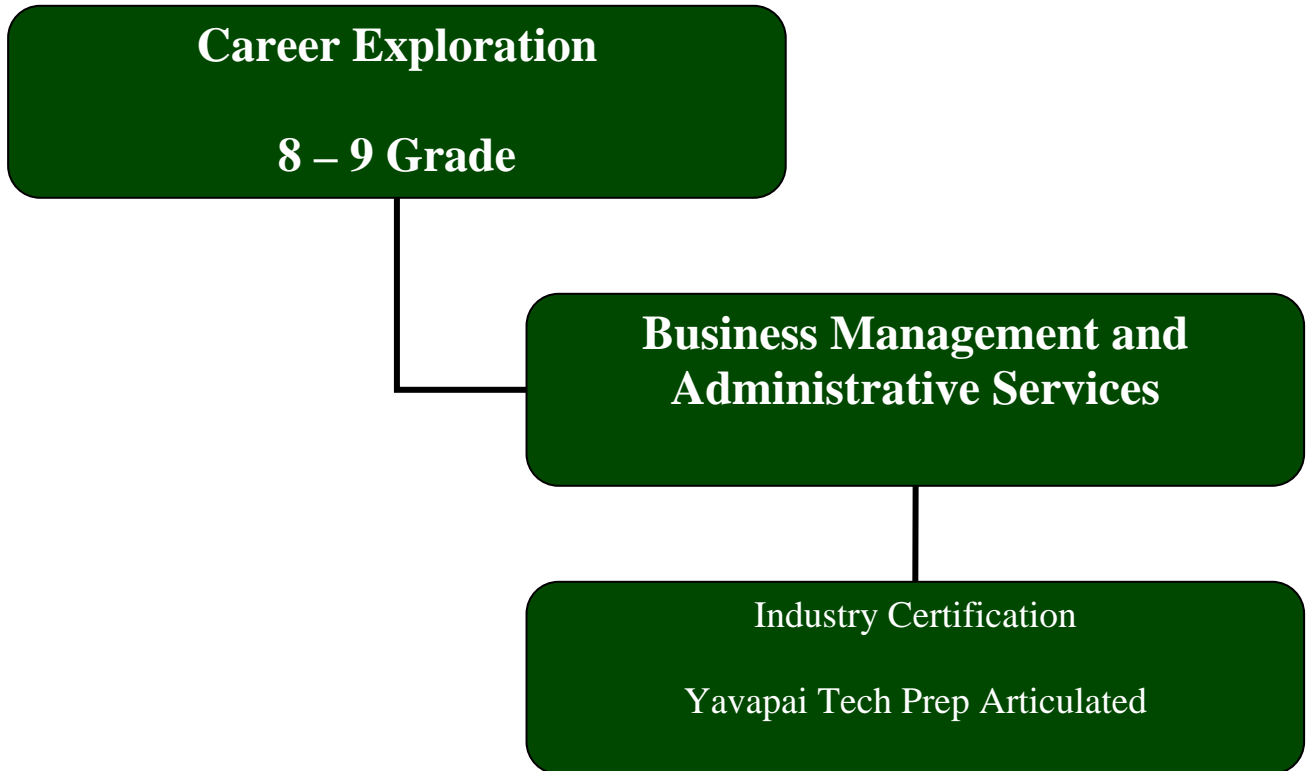 Career Exploration
8 – 9 Grade
Business Management and
Administrative Services
Industry Certification
Yavapai Tech Prep Articulated